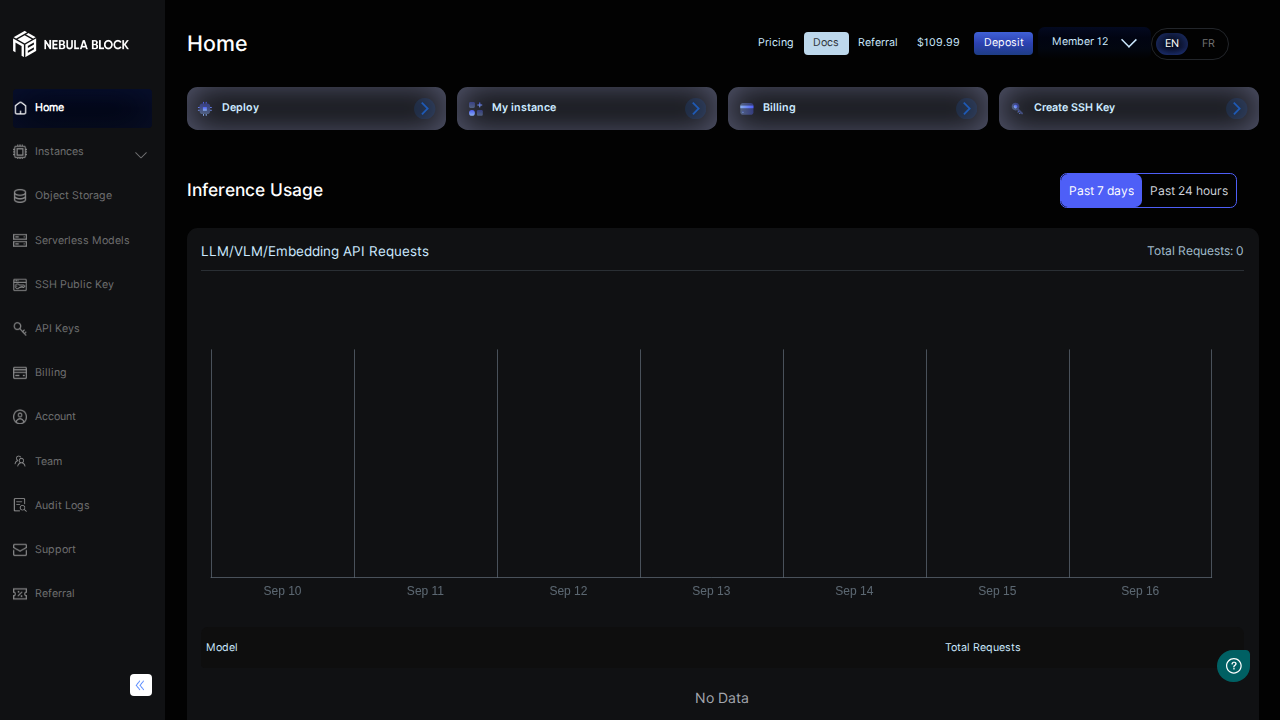 NEBULA BLOCK
Home
Instances
Object Storage
Serverless Models
SSH Public Key
API Keys
Billing
Account
Team
Audit Logs
Support
Referral
Home
Pricing
Docs
Referral
$109.99
Deposit
Member 12
EN
FR
Deploy
My instance
Billing
Create SSH Key
Inference Usage
Past 7 days
Past 24 hours
LLM/VLM/Embedding API Requests
Total Requests: 0
Sep 10
Sep 11
Sep 12
Sep 13
Sep 14
Sep 15
Sep 16
Model
Total Requests
No Data